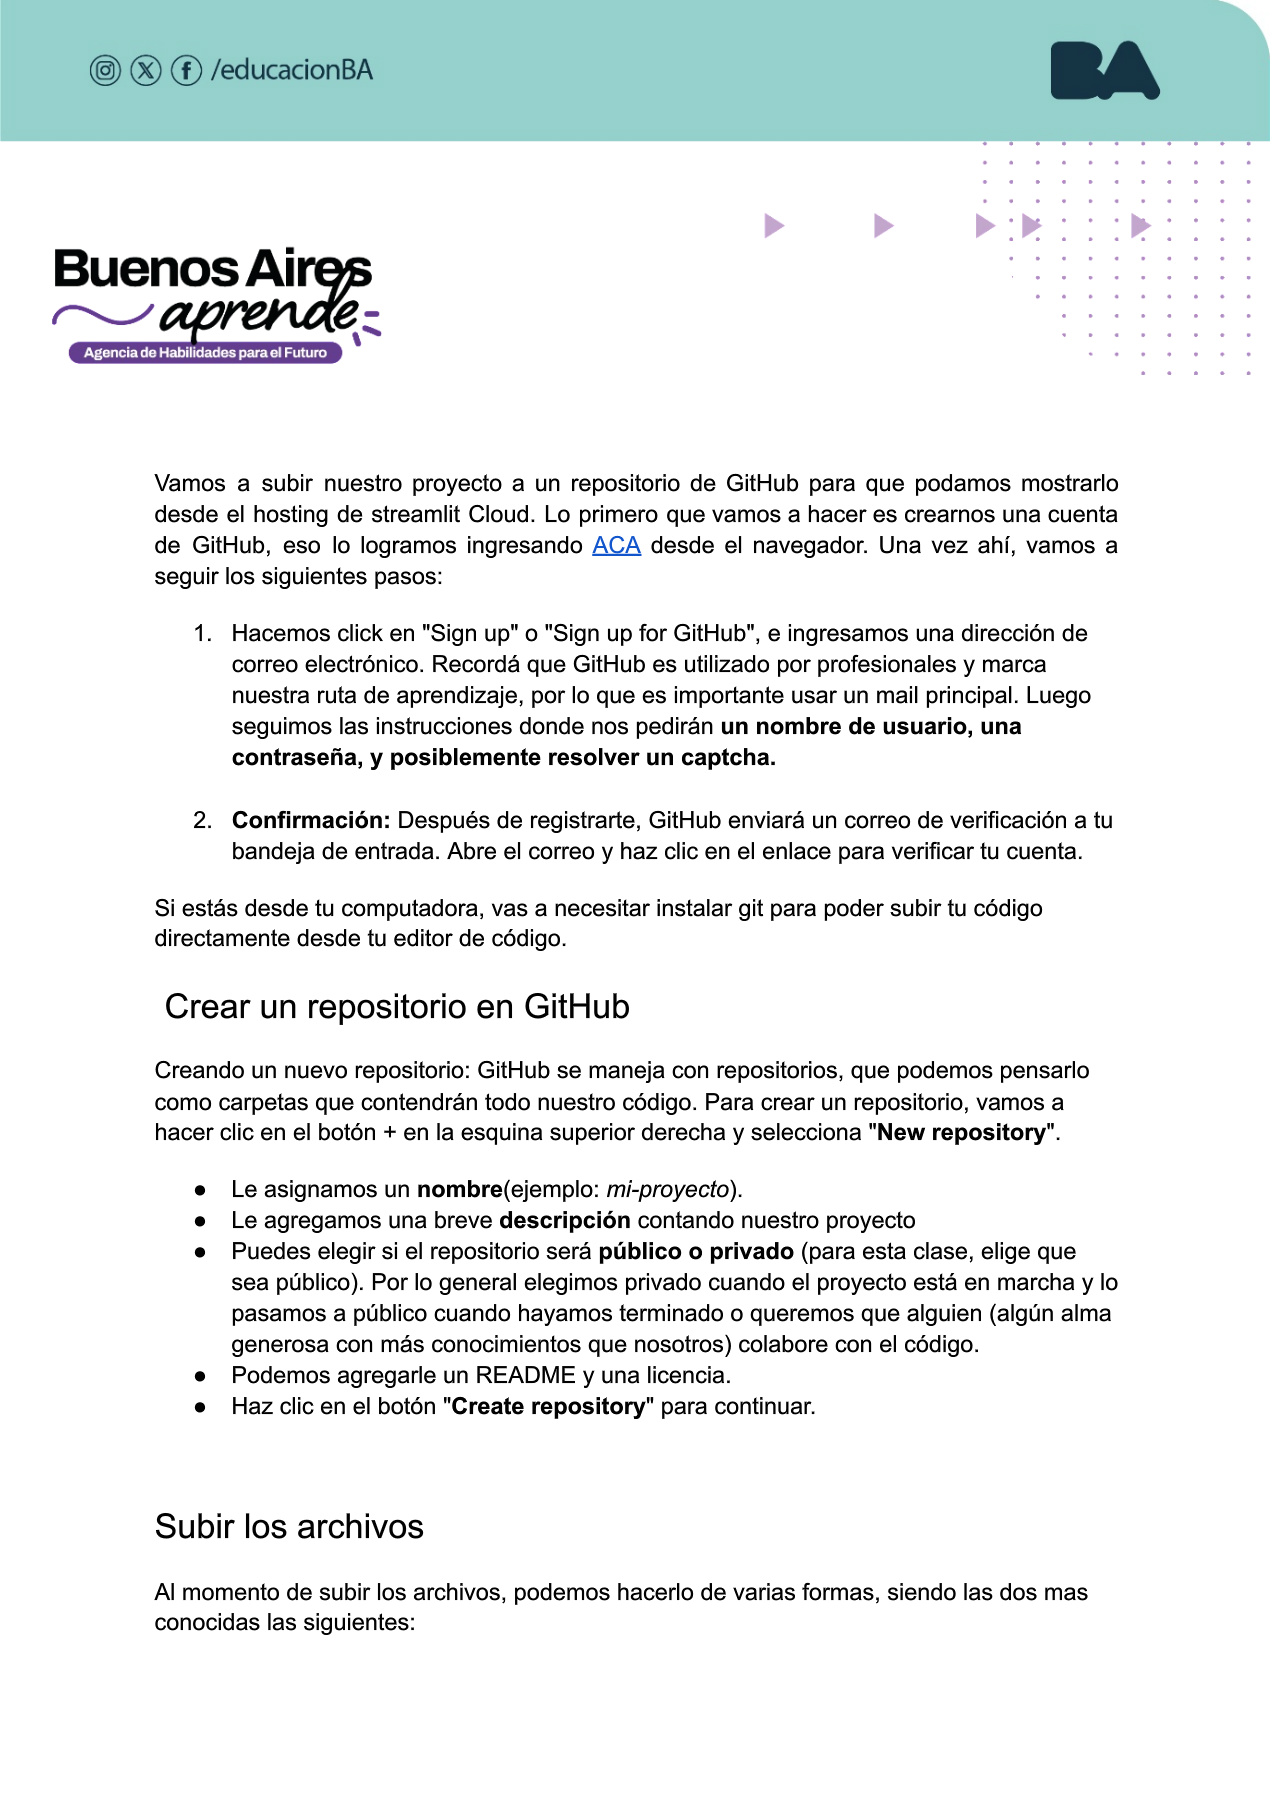 /educacionBA
BA
Buenos Aires
aprende
Agencia de Habilidades para el Futuro
Vamos a subir nuestro proyecto a un repositorio de GitHub para que podamos mostrarlo
desde el hosting de streamlit Cloud. Lo primero que vamos a hacer es crearnos una cuenta
de GitHub, eso lo logramos ingresando ACA desde el navegador. Una vez ahí, vamos a
seguir los siguientes pasos:
1. Hacemos click en "Sign up" o "Sign up for GitHub", e ingresamos una dirección de
correo electrónico. Recordá que GitHub es utilizado por profesionales y marca
nuestra ruta de aprendizaje, por lo que es importante usar un mail principal. Luego
seguimos las instrucciones donde nos pedirán un nombre de usuario, una
contraseña, y posiblemente resolver un captcha.
2. Confirmación: Después de registrarte, GitHub enviará un correo de verificación a tu
bandeja de entrada. Abre el correo y haz clic en el enlace para verificar tu cuenta.
Si estás desde tu computadora, vas a necesitar instalar git para poder subir tu código
directamente desde tu editor de código.
Crear un repositorio en GitHub
Creando un nuevo repositorio: GitHub se maneja con repositorios, que podemos pensarlo
como carpetas que contendrán todo nuestro código. Para crear un repositorio, vamos a
hacer clic en el botón + en la esquina superior derecha y selecciona "New repository".
● Le asignamos un nombre(ejemplo: mi-proyecto).
● Le agregamos una breve descripción contando nuestro proyecto
● Puedes elegir si el repositorio será público o privado (para esta clase, elige que
sea público). Por lo general elegimos privado cuando el proyecto está en marcha y lo
pasamos a público cuando hayamos terminado o queremos que alguien (algún alma
generosa con más conocimientos que nosotros) colabore con el código.
● Podemos agregarle un README y una licencia.
● Haz clic en el botón "Create repository" para continuar.
Subir los archivos
Al momento de subir los archivos, podemos hacerlo de varias formas, siendo las dos mas
conocidas las siguientes: